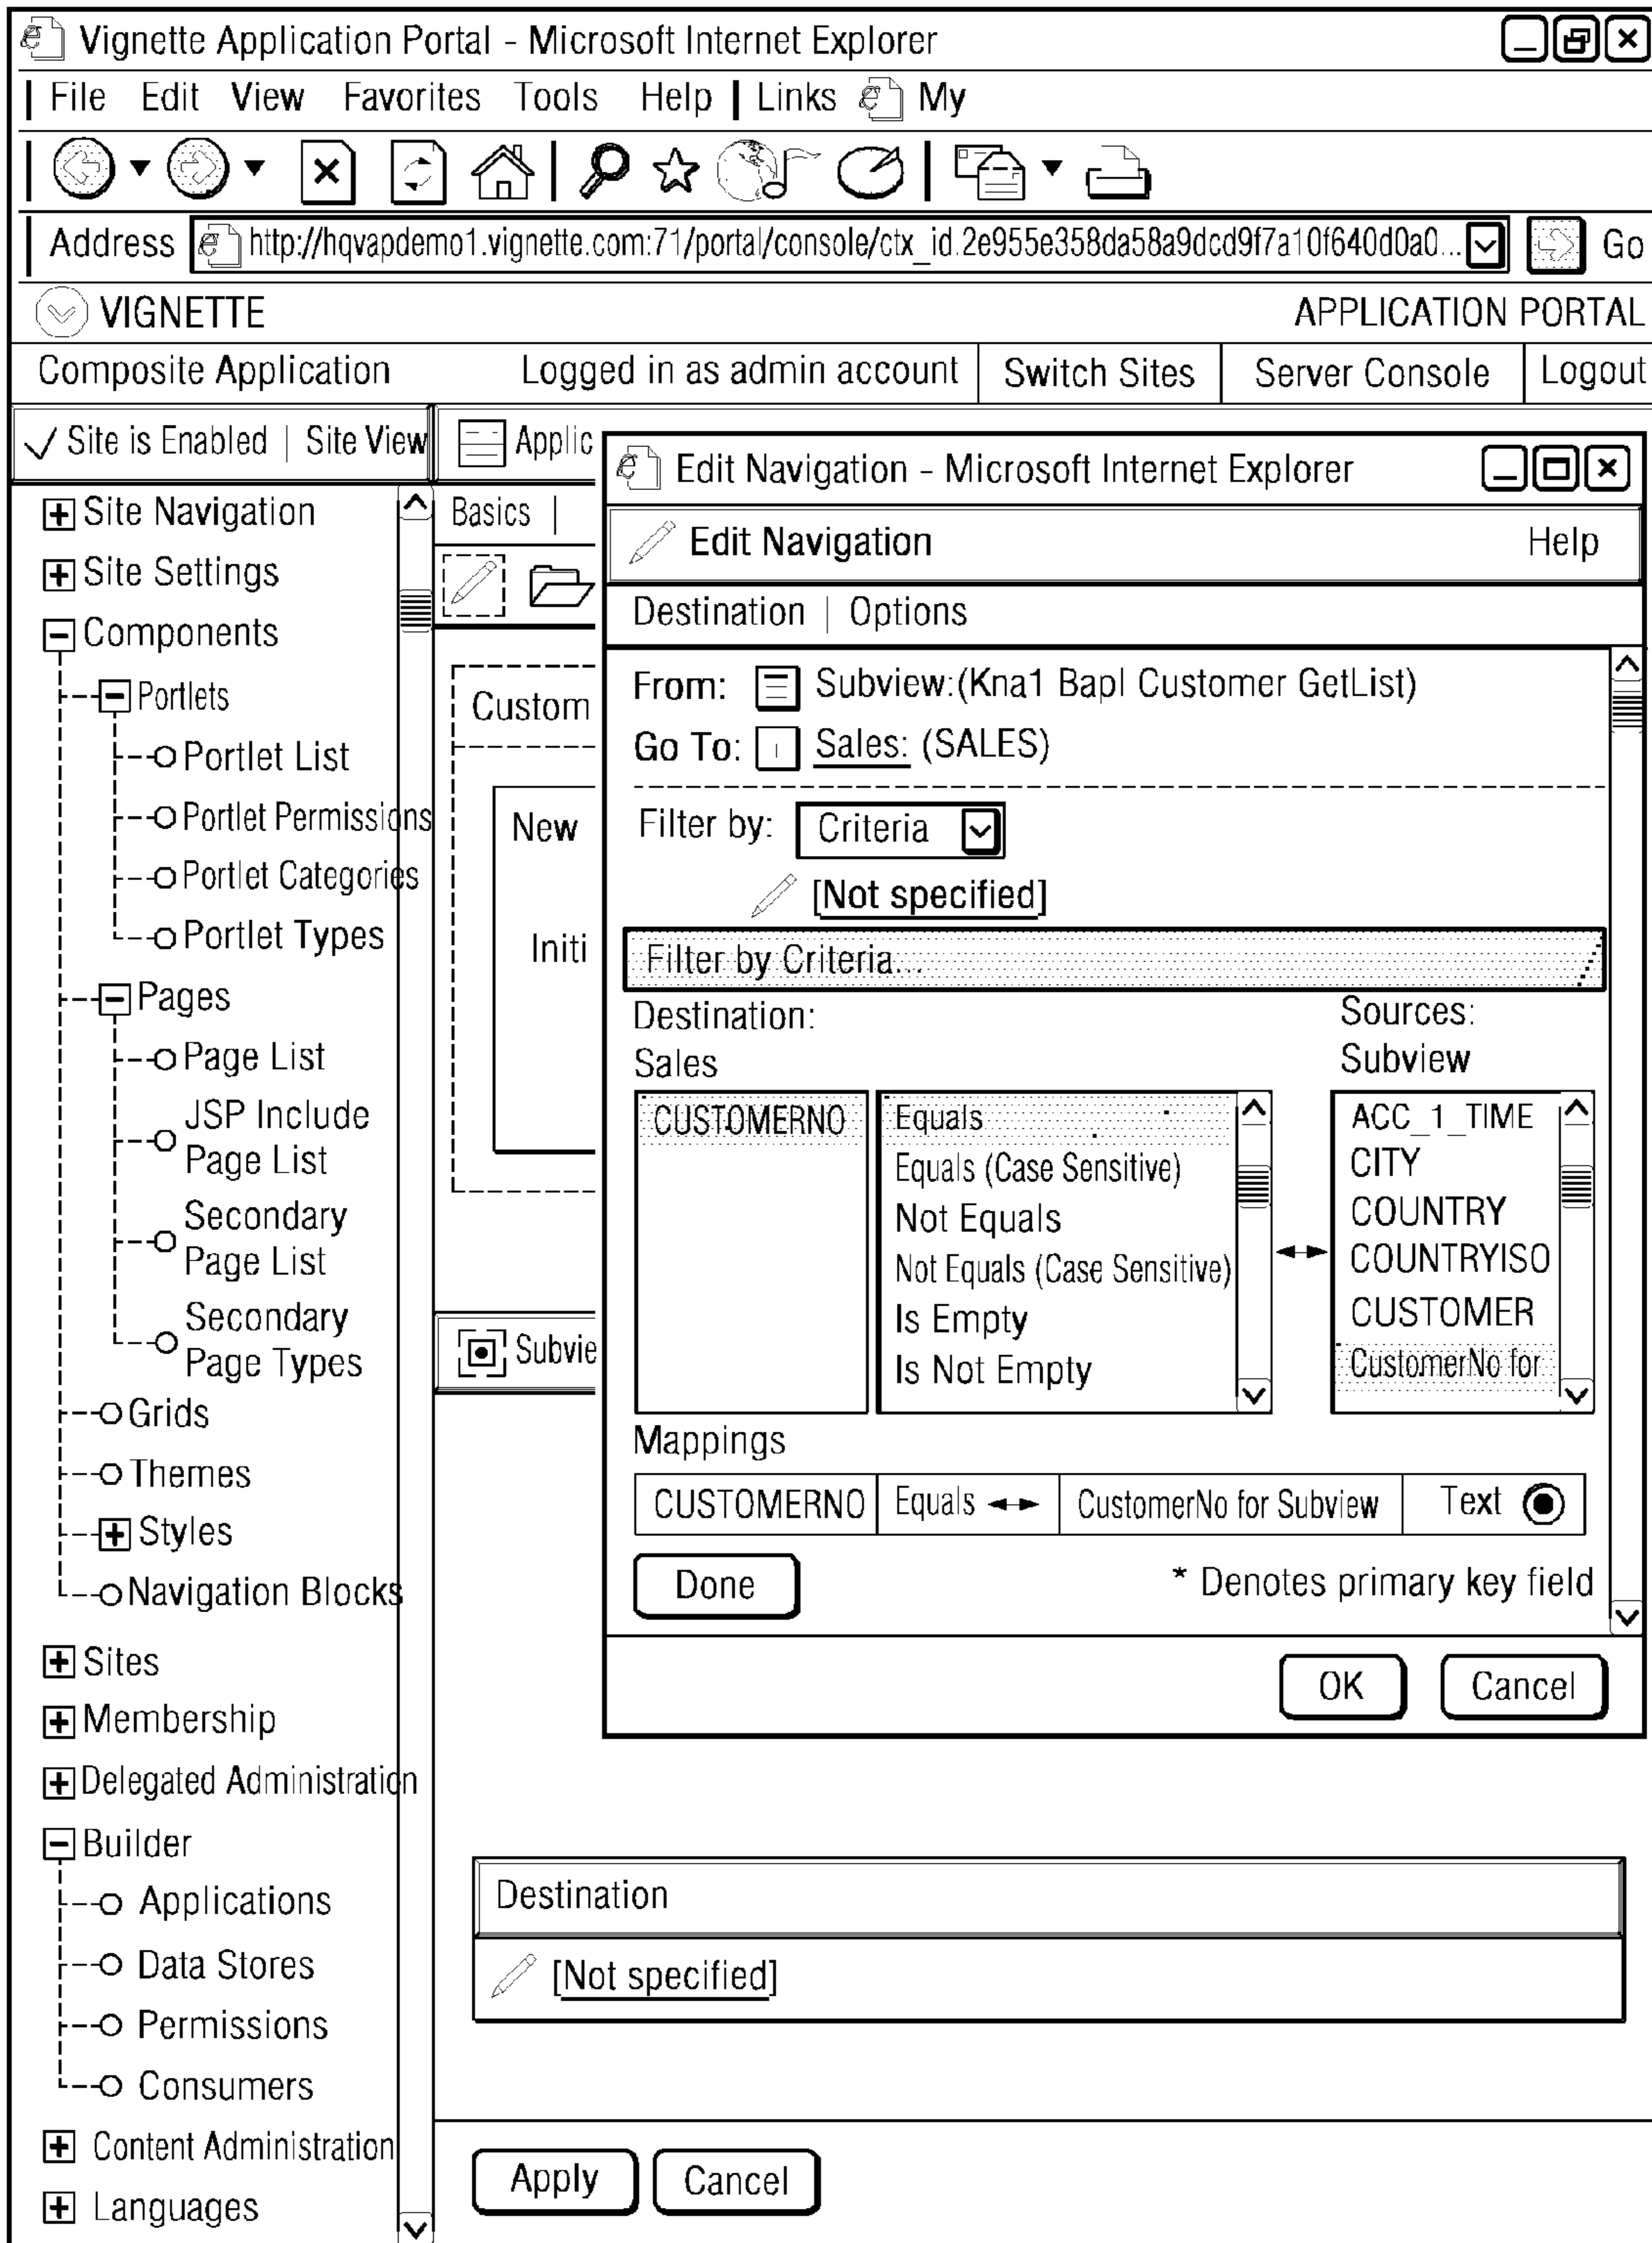 Vignette Application Portal - Microsoft Internet Explorer
File Edit View Favorites Tools Help | Links My
Address http://hqvapdemo1.vignette.com:71/portal/console/ctx_id.2e955e358da58a9dcd9f7a10f640d0a0... Go
VIGNETTE APPLICATION PORTAL
Composite Application Logged in as admin account Switch Sites Server Console Logout
Site is Enabled | Site View
Site Navigation
Site Settings
Components
Portlets
Portlet List
Portlet Permissions
Portlet Categories
Portlet Types
Pages
Page List
JSP Include
Page List
Secondary
Page List
Secondary
Page Types
Grids
Themes
Styles
Navigation Blocks
Sites
Membership
Delegated Administration
Builder
Applications
Data Stores
Permissions
Consumers
Content Administration
Languages
Applic
Basics |
Custom
New
Initi
Subvie
Edit Navigation - Microsoft Internet Explorer
Edit Navigation Help
Destination | Options
From: Subview:(Kna1 Bapl Customer GetList)
Go To: Sales: (SALES)
Filter by: Criteria
[Not specified]
Filter by Criteria...
Destination: Sources:
Sales Subview
CUSTOMERNO
Equals
Equals (Case Sensitive)
Not Equals
Not Equals (Case Sensitive)
Is Empty
Is Not Empty
ACC_1_TIME
CITY
COUNTRY
COUNTRYISO
CUSTOMER
CustomerNo for
Mappings
CUSTOMERNO Equals CustomerNo for Subview Text
Done * Denotes primary key field
OK Cancel
Destination
[Not specified]
Apply Cancel